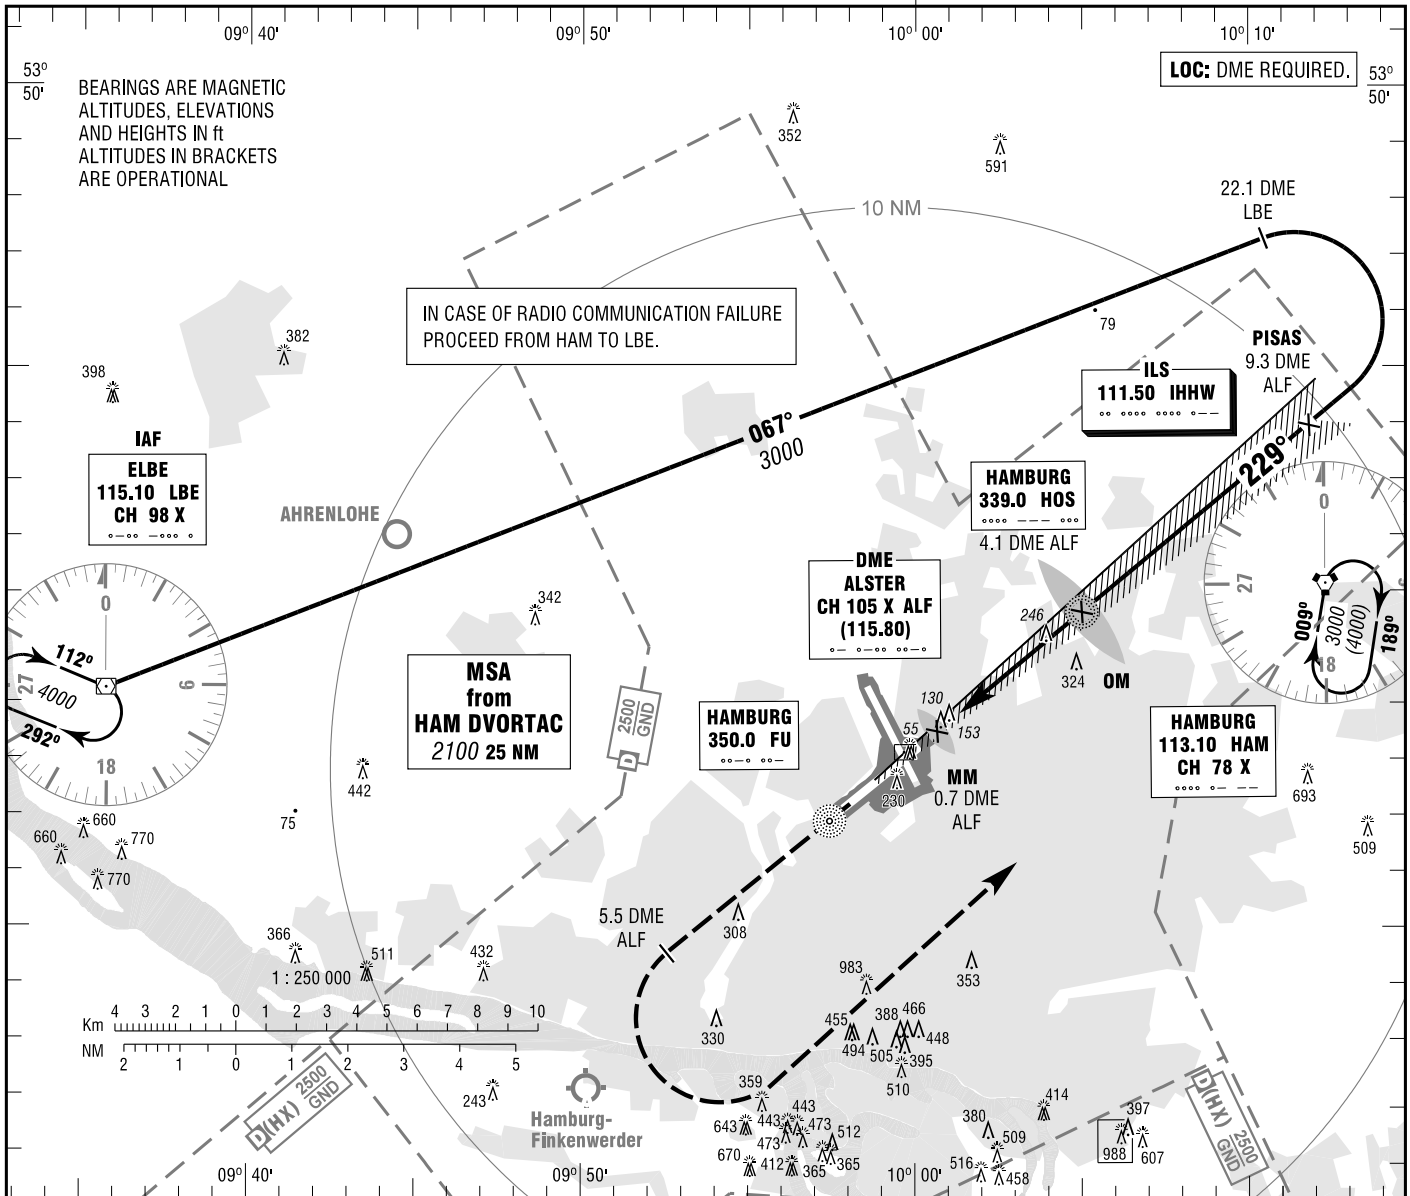 09° 40'
09° 50'
10° 00'
10° 10'
53°
50'
BEARINGS ARE MAGNETIC
ALTITUDES, ELEVATIONS
AND HEIGHTS IN ft
ALTITUDES IN BRACKETS
ARE OPERATIONAL
LOC: DME REQUIRED.
53°
50'
352
591
22.1 DME
LBE
10 NM
IN CASE OF RADIO COMMUNICATION FAILURE
PROCEED FROM HAM TO LBE.
79
382
398
PISAS
9.3 DME
ALF
ILS
111.50 IHHW
067°
3000
229°
IAF
ELBE
115.10 LBE
CH 98 X
AHRENLOHE
HAMBURG
339.0 HOS
4.1 DME ALF
DME
ALSTER
CH 105 X ALF
(115.80)
0
27
18
009°
3000
(4000)
189°
6
0
6
18
27
112°
4000
292°
342
246
324
OM
MSA
from
HAM DVORTAC
2100 25 NM
2500
GND
D
HAMBURG
350.0 FU
130
153
55
230
MM
0.7 DME
ALF
HAMBURG
113.10 HAM
CH 78 X
693
509
442
75
660
660
770
770
5.5 DME
ALF
308
366
511
432
1 : 250 000
983
353
Km 4 3 2 1 0 1 2 3 4 5 6 7 8 9 10
NM 2 1 0 1 2 3 4 5
330
455
494
505
388
466
448
395
510
D(HX) 2500
GND
243
Hamburg-
Finkenwerder
359
643
443
443
473
473
512
670
412
365
365
380
509
516
458
414
397
988
607
D(HX) 2500
GND
09° 40'
09° 50'
10° 00'